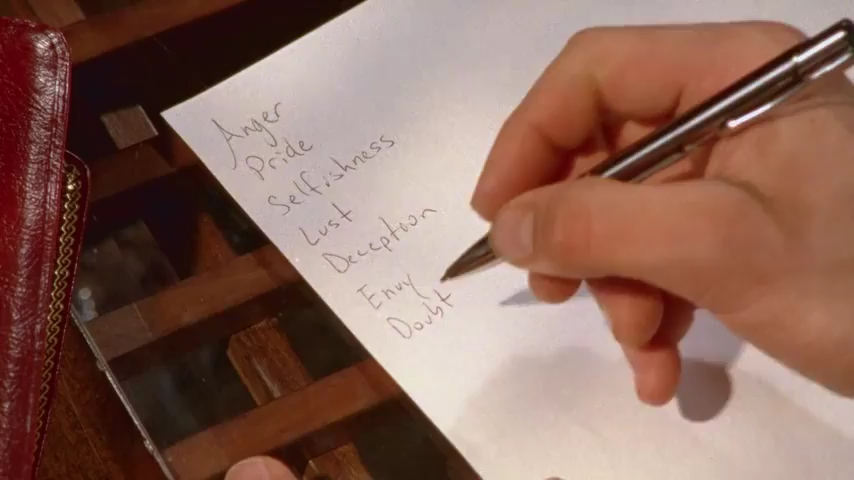 Anger
Pride
Selfishness
Lust
Deception
Envy
Doubt